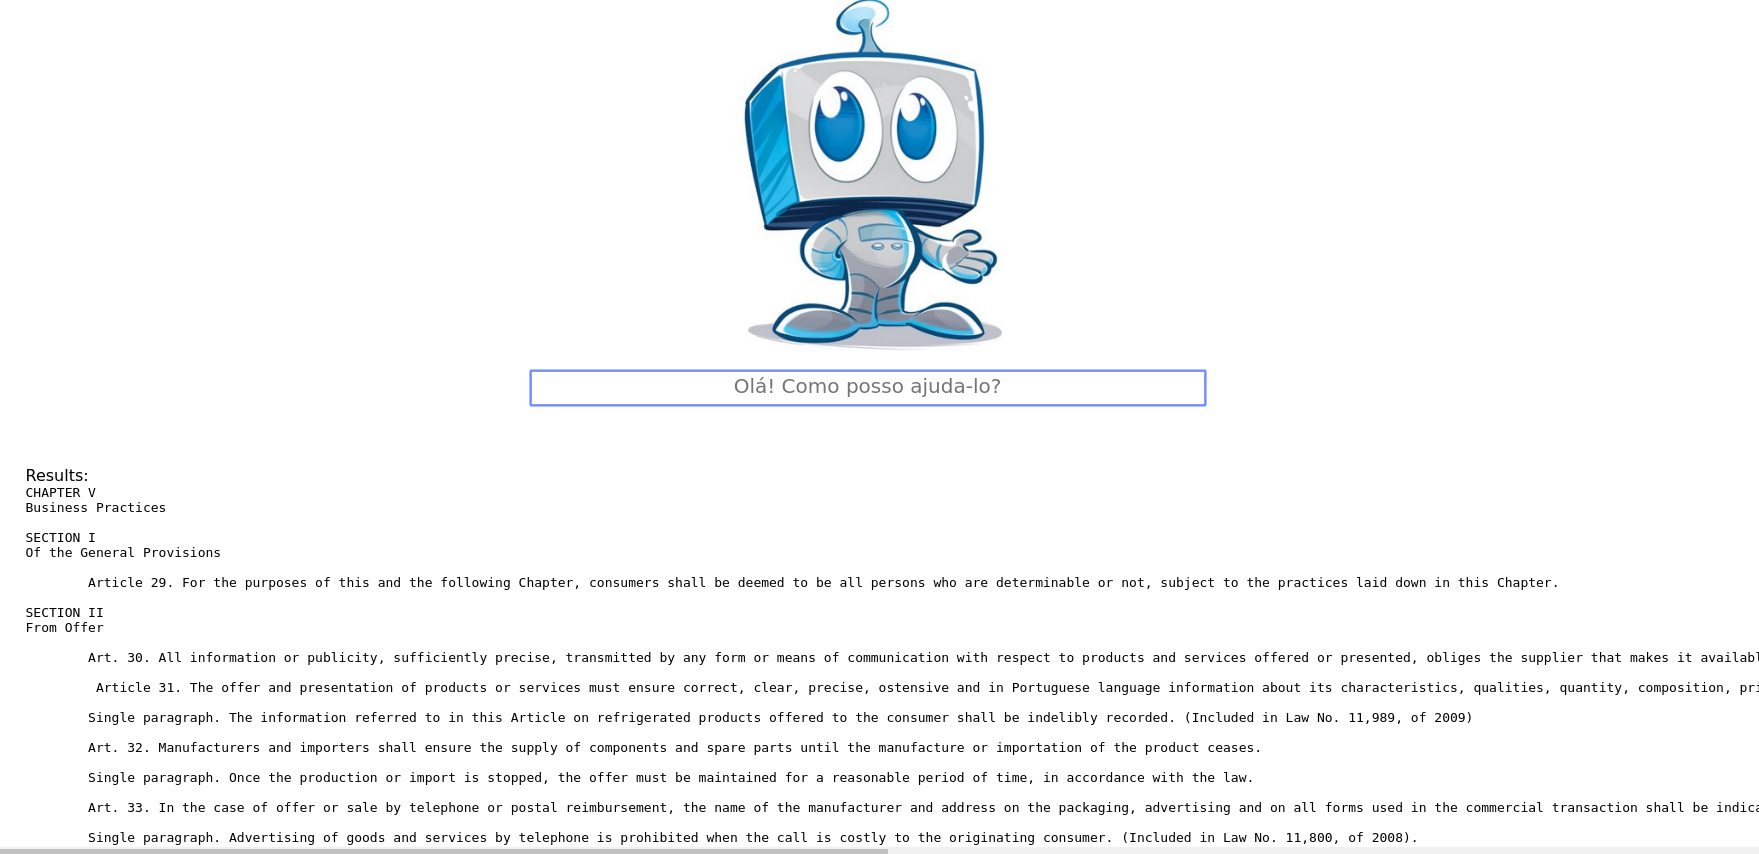 Olá! Como posso ajuda-lo?
Results:
CHAPTER V
Business Practices
SECTION I
Of the General Provisions
Article 29. For the purposes of this and the following Chapter, consumers shall be deemed to be all persons who are determinable or not, subject to the practices laid down in this Chapter.
SECTION II
From Offer
Art. 30. All information or publicity, sufficiently precise, transmitted by any form or means of communication with respect to products and services offered or presented, obliges the supplier that makes it
Article 31. The offer and presentation of products or services must ensure correct, clear, precise, ostensive and in Portuguese language information about its characteristics, qualities, quantity, composition,
Single paragraph. The information referred to in this Article on refrigerated products offered to the consumer shall be indelibly recorded. (Included in Law No. 11,989, of 2009)
Art. 32. Manufacturers and importers shall ensure the supply of components and spare parts until the manufacture or importation of the product ceases.
Single paragraph. Once the production or import is stopped, the offer must be maintained for a reasonable period of time, in accordance with the law.
Art. 33. In the case of offer or sale by telephone or postal reimbursement, the name of the manufacturer and address on the packaging, advertising and on all forms used in the commercial transaction shall be
Single paragraph. Advertising of goods and services by telephone is prohibited when the call is costly to the originating consumer. (Included in Law No. 11,800, of 2008).